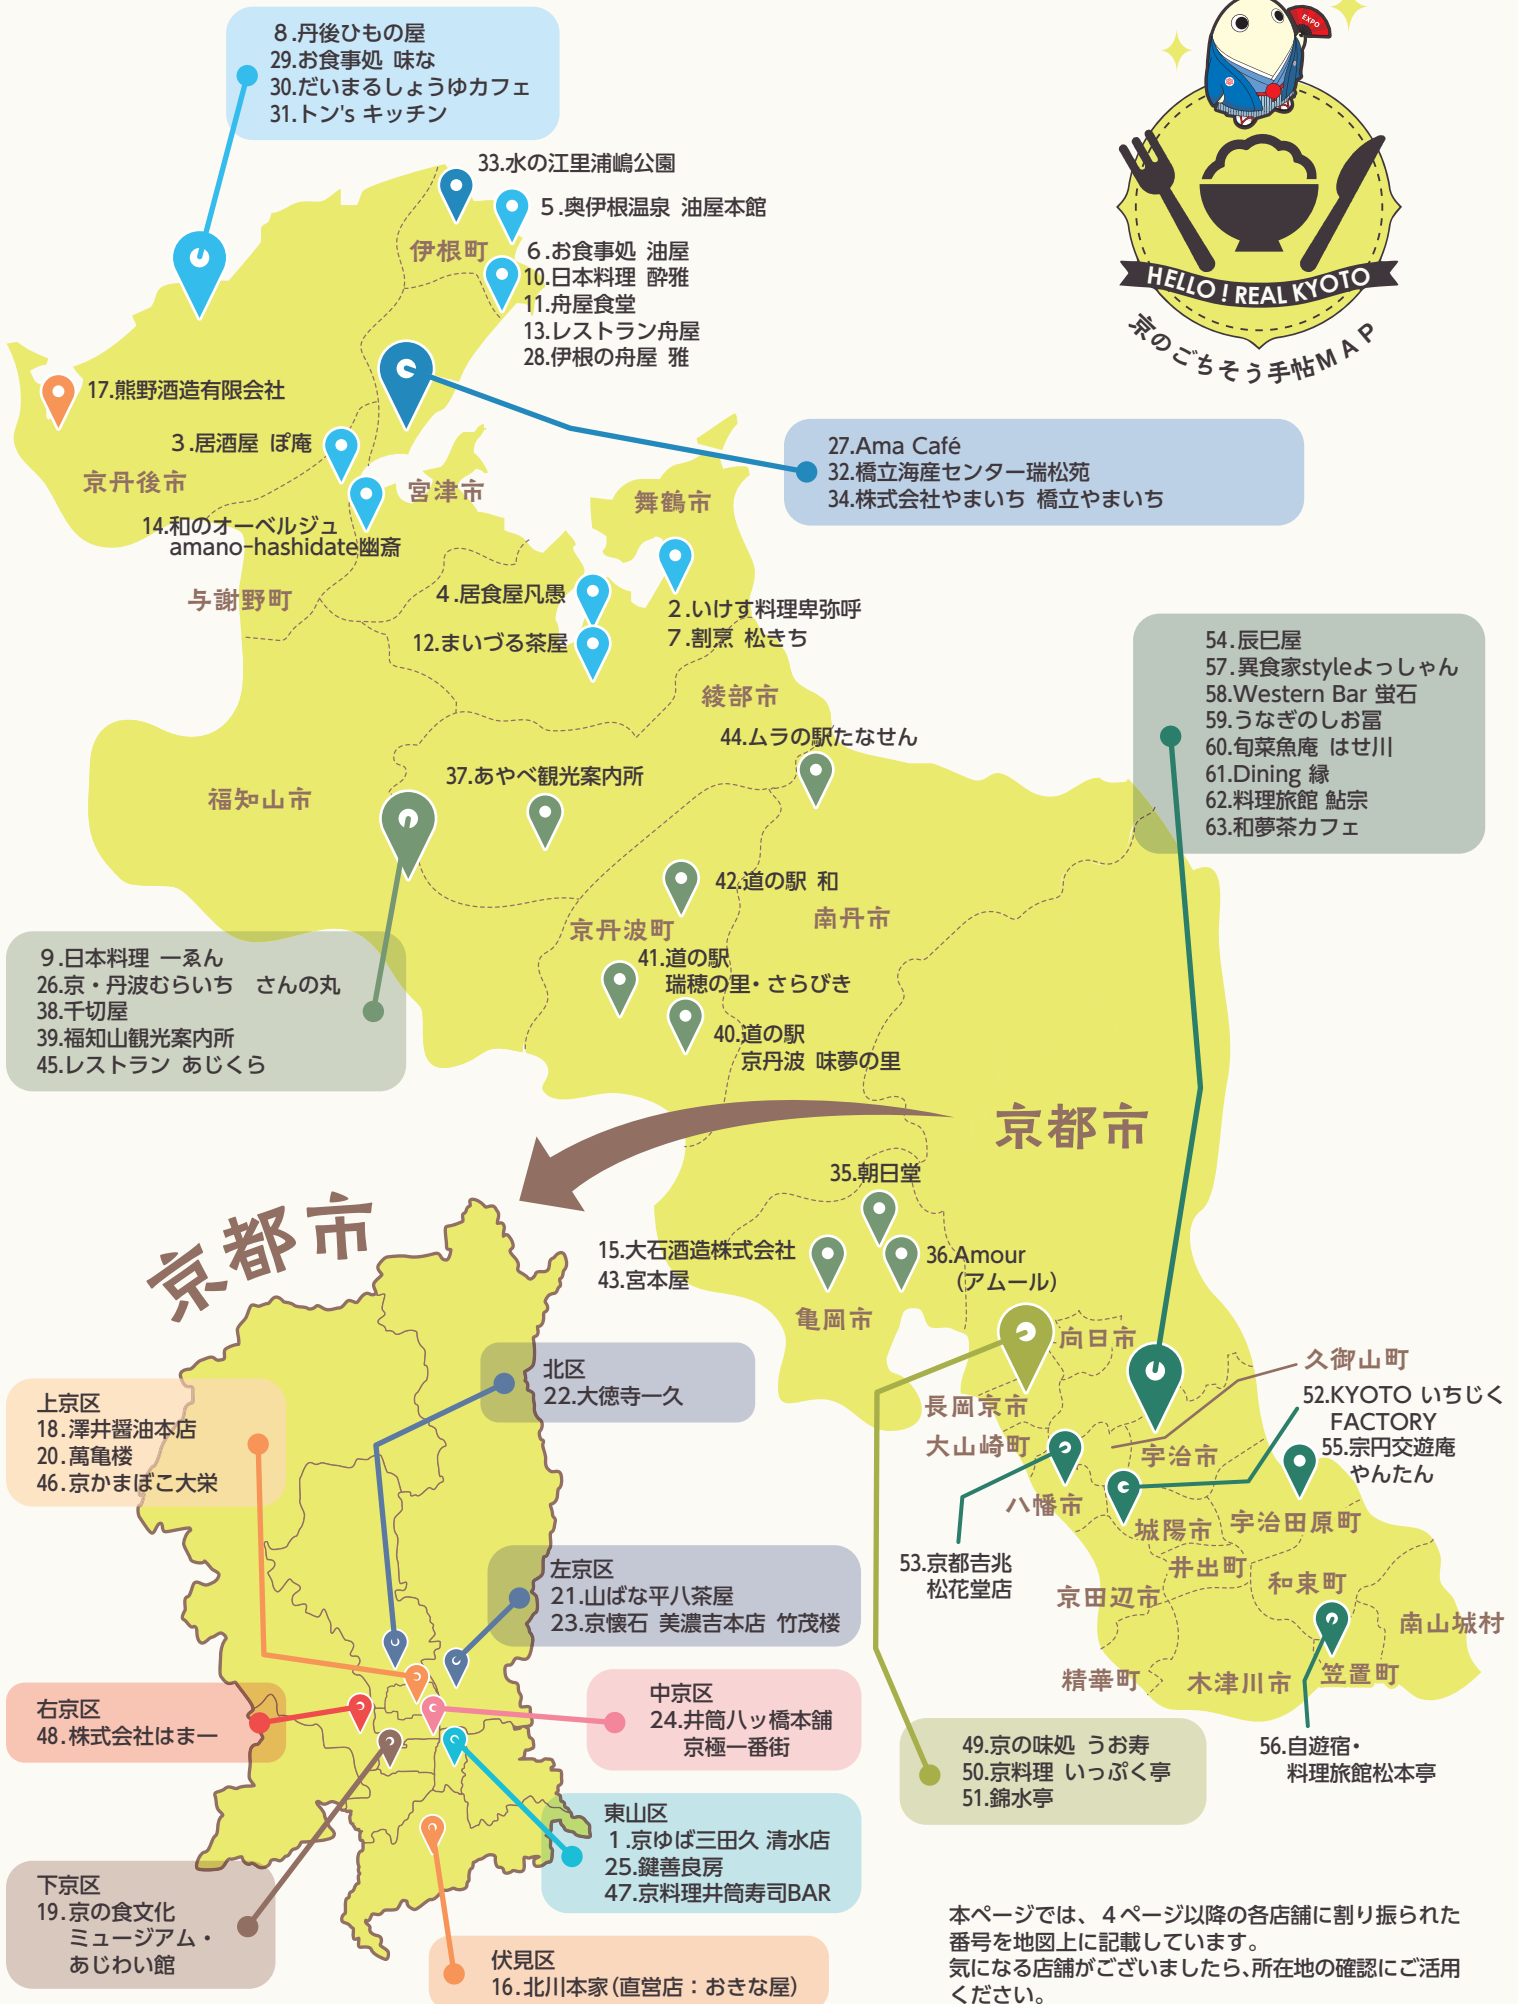 EXPO
HELLO ! REAL KYOTO
京のごちそう手帖MAP
8.丹後ひもの屋
29.お食事処 味な
30.だいまるしょうゆカフェ
31.トン's キッチン
33.水の江里浦嶋公園
5.奥伊根温泉 油屋本館
伊根町
6.お食事処 油屋
10.日本料理 酔雅
11.舟屋食堂
13.レストラン舟屋
28.伊根の舟屋 雅
17.熊野酒造有限会社
3.居酒屋 ぽ庵
京丹後市
宮津市
14.和のオーベルジュ
amano-hashidate幽斎
与謝野町
27.Ama Café
32.橋立海産センター瑞松苑
34.株式会社やまいち 橋立やまいち
舞鶴市
4.居食屋凡愚
12.まいづる茶屋
2.いけす料理卑弥呼
7.割烹 松きち
綾部市
44.ムラの駅たなせん
37.あやべ観光案内所
福知山市
54.辰巳屋
57.異食家styleよっしゃん
58.Western Bar 蛍石
59.うなぎのしお冨
60.旬菜魚庵 はせ川
61.Dining 縁
62.料理旅館 鮎宗
63.和夢茶カフェ
42.道の駅 和
京丹波町
南丹市
41.道の駅
瑞穂の里・さらびき
40.道の駅
京丹波 味夢の里
9.日本料理 一ゑん
26.京・丹波むらいち さんの丸
38.千切屋
39.福知山観光案内所
45.レストラン あじくら
京都市
35.朝日堂
15.大石酒造株式会社
43.宮本屋
36.Amour
(アムール)
亀岡市
向日市
久御山町
長岡京市
大山崎町
宇治市
52.KYOTO いちじく
FACTORY
55.宗円交遊庵
やんたん
八幡市
城陽市
宇治田原町
53.京都吉兆
松花堂店
井出町
京田辺市
和束町
南山城村
精華町
木津川市
笠置町
56.自遊宿・
料理旅館松本亭
49.京の味処 うお寿
50.京料理 いっぷく亭
51.錦水亭
京都市
北区
22.大徳寺一久
上京区
18.澤井醤油本店
20.萬亀楼
46.京かまぼこ大栄
左京区
21.山ばな平八茶屋
23.京懐石 美濃吉本店 竹茂楼
右京区
48.株式会社はま一
中京区
24.井筒八ッ橋本舗
京極一番街
東山区
1.京ゆば三田久 清水店
25.鍵善良房
47.京料理井筒寿司BAR
下京区
19.京の食文化
ミュージアム・
あじわい館
伏見区
16.北川本家(直営店：おきな屋)
本ページでは、4ページ以降の各店舗に割り振られた
番号を地図上に記載しています。
気になる店舗がございましたら、所在地の確認にご活用
ください。